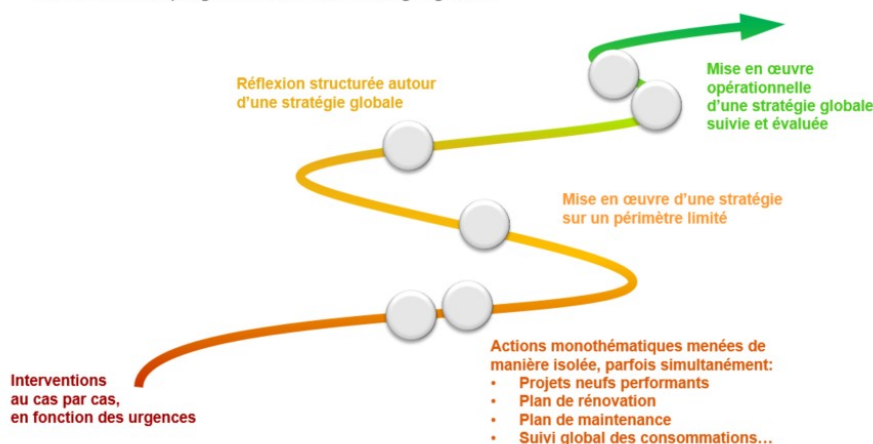 Réflexion structurée autour
d'une stratégie globale
Mise en œuvre
opérationnelle
d'une stratégie globale
suivie et évaluée
Mise en œuvre d'une stratégie
sur un périmètre limité
Actions monothématiques menées de
manière isolée, parfois simultanément:
• Projets neufs performants
• Plan de rénovation
• Plan de maintenance
• Suivi global des consommations…
Interventions
au cas par cas,
en fonction des urgences